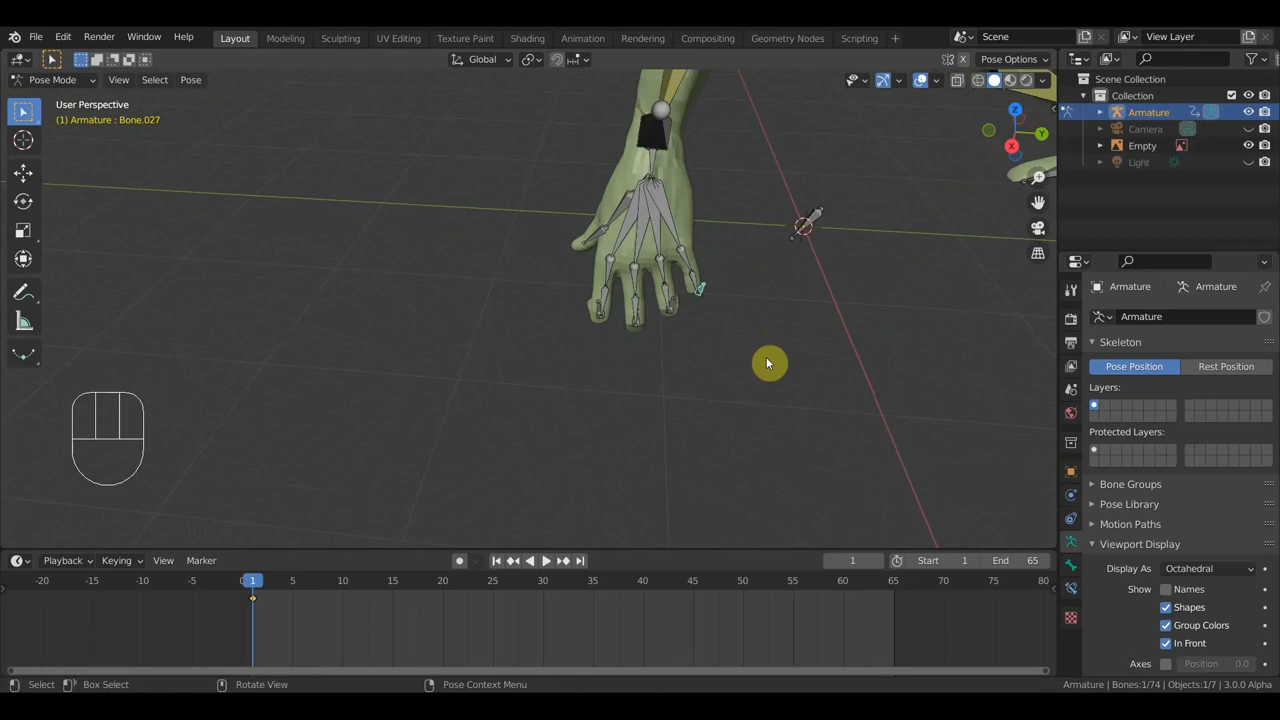 File Edit Render Window Help Layout Modeling Sculpting UV Editing Texture Paint Shading Animation Rendering Compositing Geometry Nodes Scripting + Scene View Layer
Global Pose Options
Pose Mode View Select Pose
User Perspective
(1) Armature : Bone.027
Z
Y
X
Scene Collection
Collection
Armature
Camera
Empty
Light
Armature Armature
Armature
Skeleton
Pose Position Rest Position
Layers:
Protected Layers:
Bone Groups
Pose Library
Motion Paths
Viewport Display
Display As Octahedral
Show Names
Shapes
Group Colors
In Front
Axes Position 0.0
Playback Keying View Marker 1 Start 1 End 65
-20 -15 -10 -5 0 1 5 10 15 20 25 30 35 40 45 50 55 60 65 70 75 80
Select Box Select Rotate View Pose Context Menu Armature | Bones:1/74 | Objects:1/7 | 3.0.0 Alpha